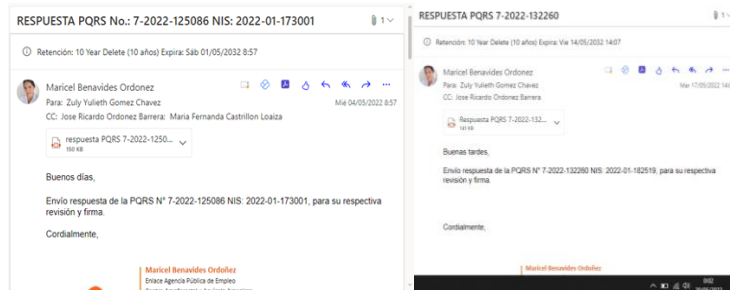 RESPUESTA PQRS No.: 7-2022-125086 NIS: 2022-01-173001
1
Retención: 10 Year Delete (10 años) Expira: Sáb 01/05/2032 8:57
Maricel Benavides Ordonez
Para: Zuly Yulieth Gomez Chavez
Mié 04/05/2022 8:57
CC: Jose Ricardo Ordonez Barrera; Maria Fernanda Castrillon Loaiza
respuesta PQRS 7-2022-1250...
150 KB
Buenos días,
Envío respuesta de la PQRS N° 7-2022-125086 NIS: 2022-01-173001, para su respectiva
revisión y firma.
Cordialmente,
Maricel Benavides Ordoñez
Enlace Agencia Pública de Empleo
RESPUESTA PQRS 7-2022-132260
1
Retención: 10 Year Delete (10 años) Expira: Vie 14/05/2032 14:07
Maricel Benavides Ordonez
Para: Zuly Yulieth Gomez Chavez
Mar 17/05/2022
CC: Jose Ricardo Ordonez Barrera
Respuesta PQRS 7-2022-132...
141 KB
Buenas tardes,
Envío respuesta de la PQRS N° 7-2022-132260 NIS: 2022-01-182519, para su respectiva
revisión y firma.
Cordialmente,
Maricel Benavides Ordoñez